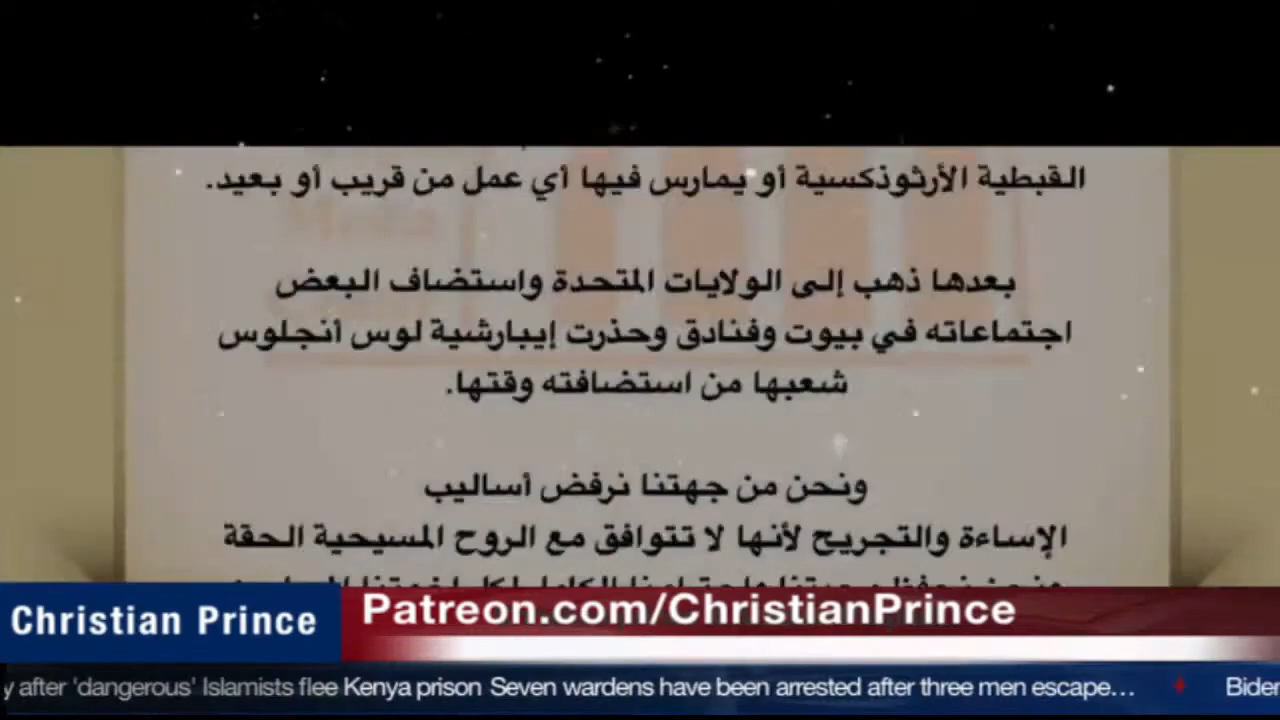 القبطية الأرثوذكسية أو يمارس فيها أي عمل من قريب أو بعيد.
بعدها ذهب إلى الولايات المتحدة واستضاف البعض
اجتماعاته في بيوت وفنادق وحذرت إيبارشية لوس أنجلوس
شعبها من استضافته وقتها.
ونحن من جهتنا نرفض أساليب
الإساءة والتجريح لأنها لا تتوافق مع الروح المسيحية الحقة
Christian Prince
Patreon.com/ChristianPrince
y after 'dangerous' Islamists flee Kenya prison Seven wardens have been arrested after three men escape... Biden